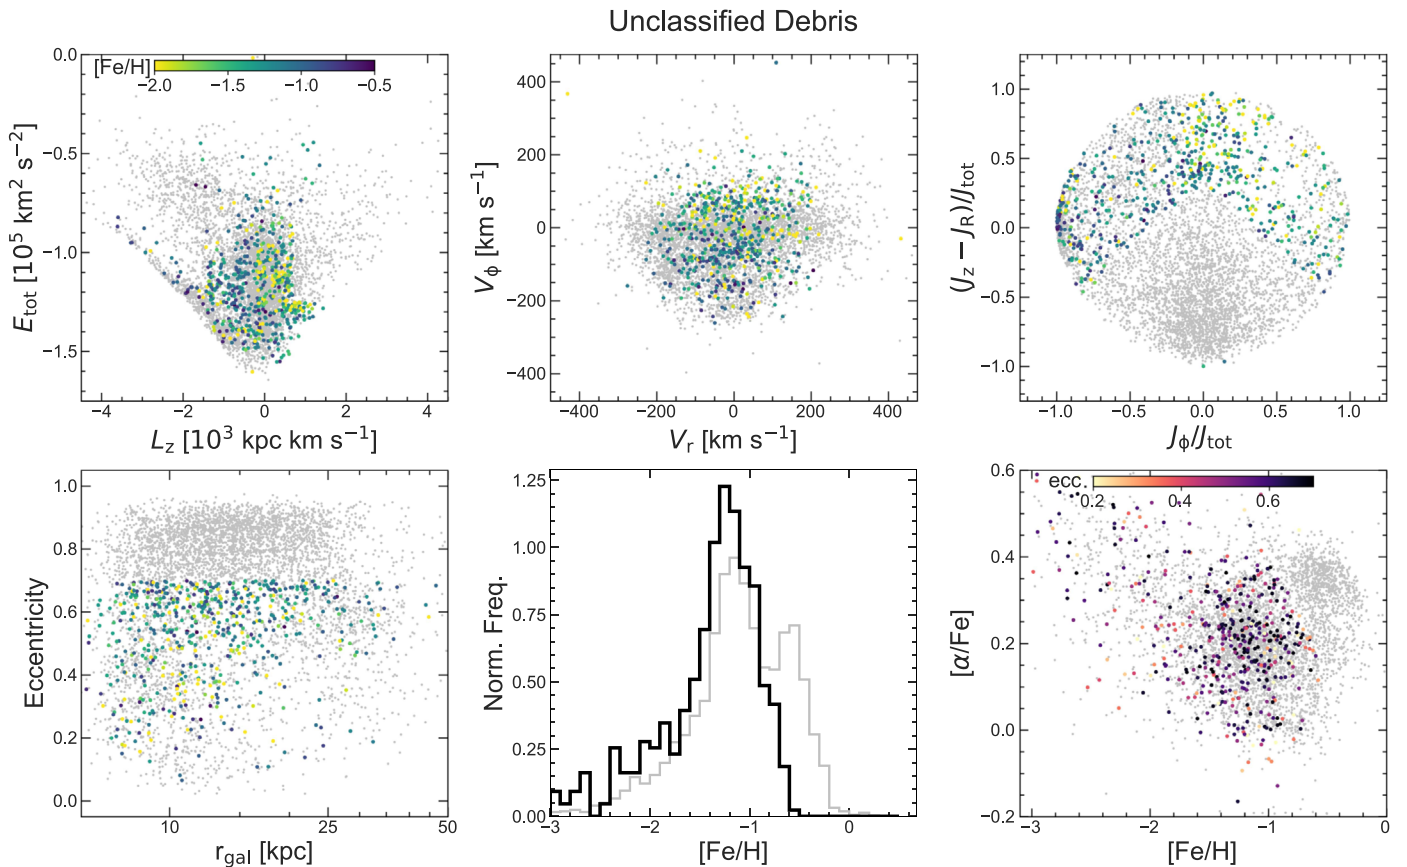 Unclassified Debris
[Fe/H]
−2.0 −1.5 −1.0 −0.5
0.0
−0.5
−1.0
−1.5
E_tot [10⁵ km² s⁻²]
−4 −2 0 2 4
L_z [10³ kpc km s⁻¹]
400
200
0
−200
−400
V_ϕ [km s⁻¹]
−400 −200 0 200 400
V_r [km s⁻¹]
1.0
0.5
0.0
−0.5
−1.0
(J_z − J_R)/J_tot
−1.0 −0.5 0.0 0.5 1.0
J_ϕ/J_tot
1.0
0.8
0.6
0.4
0.2
0.0
Eccentricity
10 25 50
r_gal [kpc]
1.25
1.00
0.75
0.50
0.25
0.00
Norm. Freq.
−3 −2 −1 0
[Fe/H]
ecc.
0.2 0.4 0.6
0.6
0.4
0.2
0.0
−0.2
[α/Fe]
−3 −2 −1 0
[Fe/H]